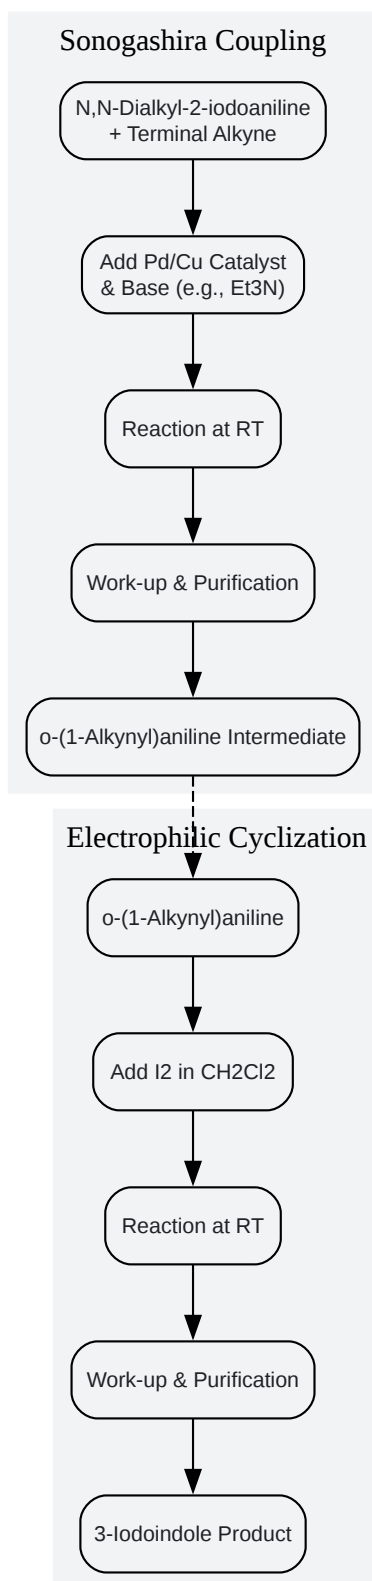 Sonogashira Coupling
N,N-Dialkyl-2-iodoaniline
+ Terminal Alkyne
Add Pd/Cu Catalyst
& Base (e.g., Et3N)
Reaction at RT
Work-up & Purification
o-(1-Alkynyl)aniline Intermediate
Electrophilic Cyclization
o-(1-Alkynyl)aniline
Add I2 in CH2Cl2
Reaction at RT
Work-up & Purification
3-Iodoindole Product